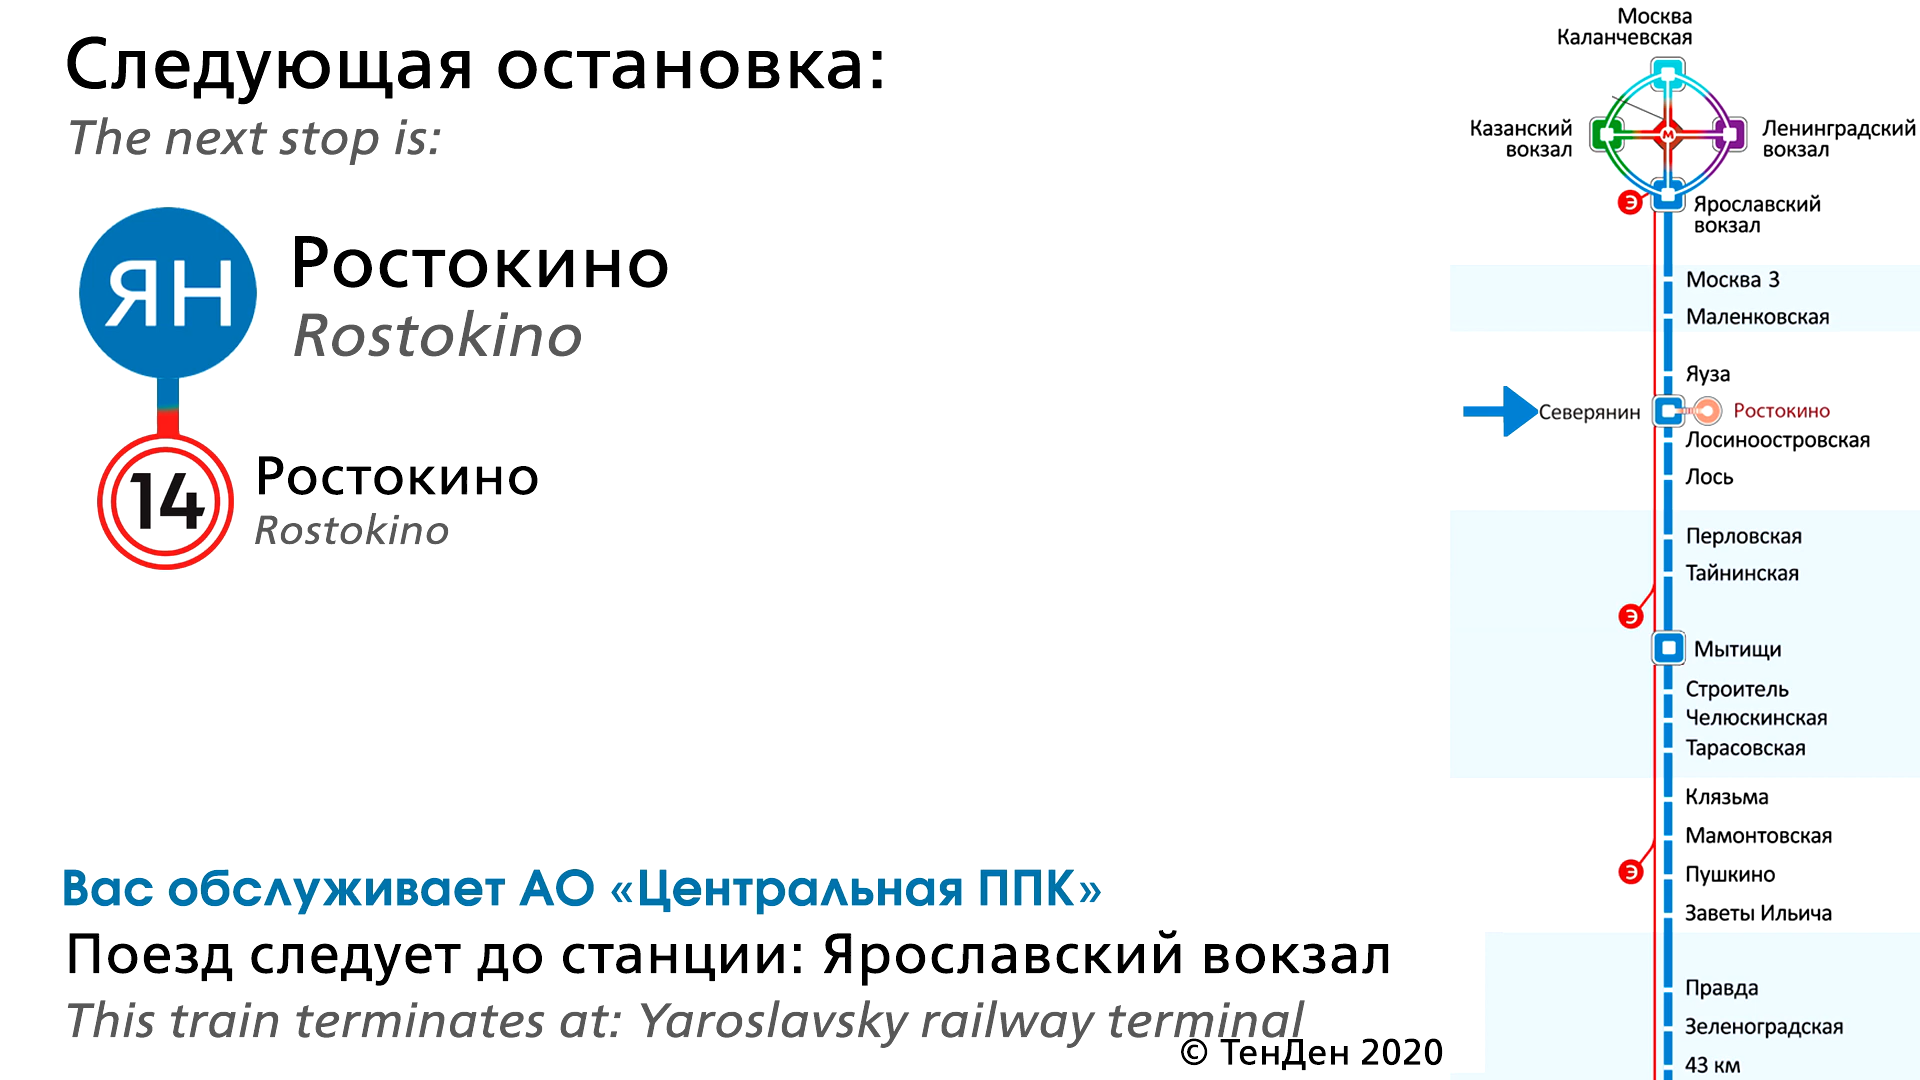 Следующая остановка:
The next stop is:
ЯН
Ростокино
Rostokino
14
Ростокино
Rostokino
Вас обслуживает АО «Центральная ППК»
Поезд следует до станции: Ярославский вокзал
This train terminates at: Yaroslavsky railway terminal
© ТенДен 2020
Москва
Каланчевская
Казанский
вокзал
М
Ленинградский
вокзал
Э
Ярославский
вокзал
Москва 3
Маленковская
Яуза
Северянин
Ростокино
Лосиноостровская
Лось
Перловская
Тайнинская
Э
Мытищи
Строитель
Челюскинская
Тарасовская
Клязьма
Мамонтовская
Э
Пушкино
Заветы Ильича
Правда
Зеленоградская
43 км